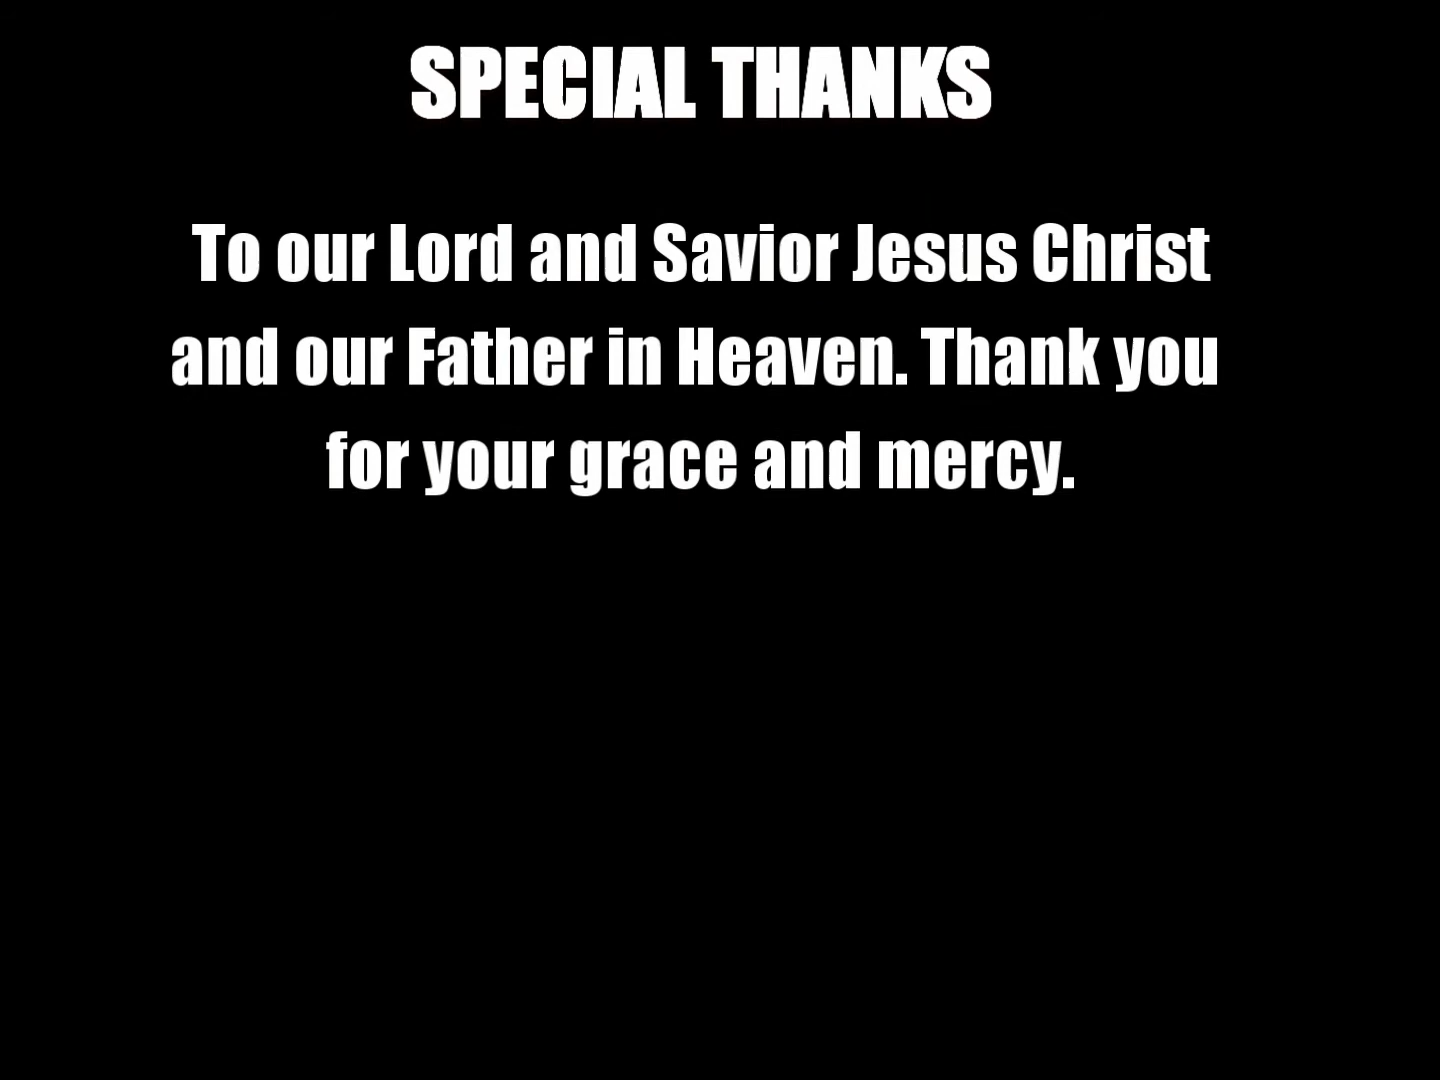 SPECIAL THANKS
To our Lord and Savior Jesus Christ
and our Father in Heaven. Thank you
for your grace and mercy.